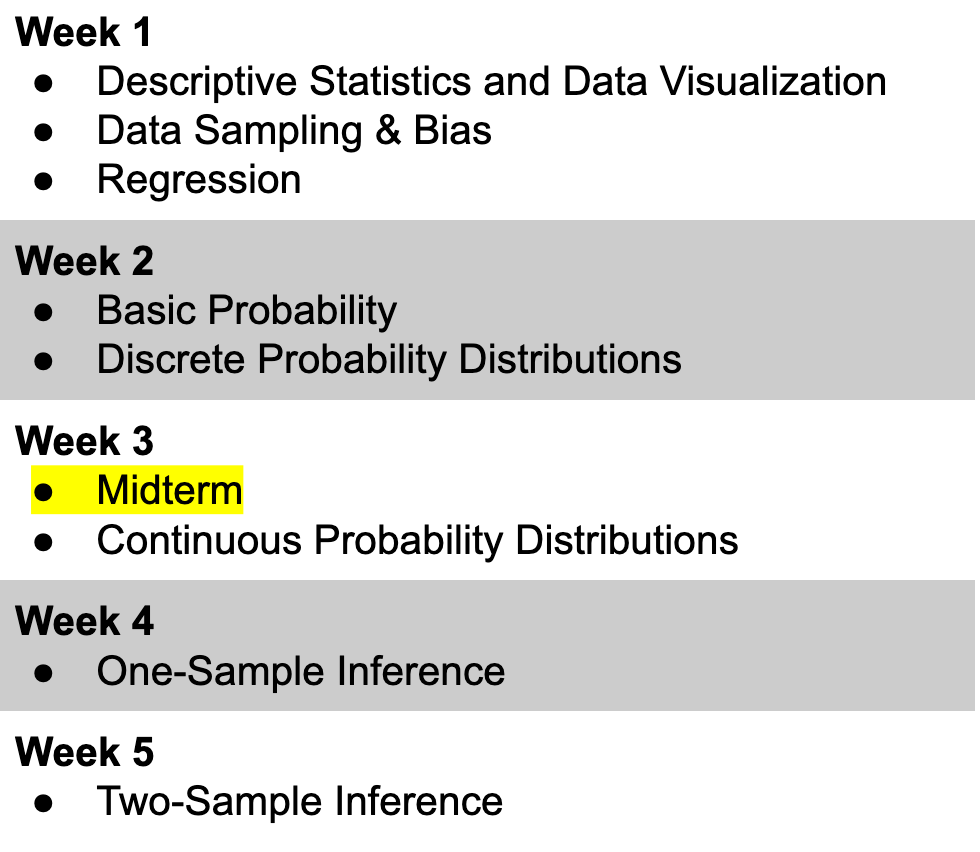 Week 1
● Descriptive Statistics and Data Visualization
● Data Sampling & Bias
● Regression
Week 2
● Basic Probability
● Discrete Probability Distributions
Week 3
● Midterm
● Continuous Probability Distributions
Week 4
● One-Sample Inference
Week 5
● Two-Sample Inference